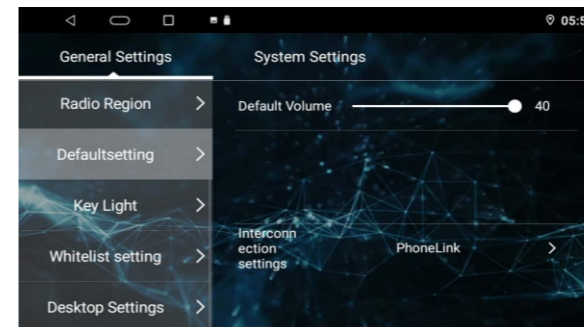 05:5
General Settings
System Settings
Radio Region
Default Volume
40
Defaultsetting
Key Light
Interconn
ection
settings
PhoneLink
Whitelist setting
Desktop Settings